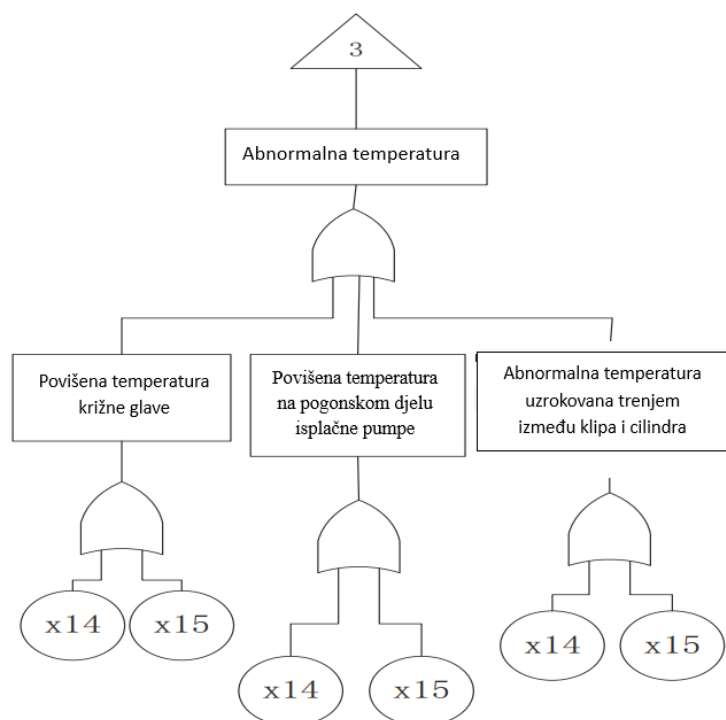 3
Abnormalna temperatura
Povišena temperatura
križne glave
Povišena temperatura
na pogonskom djelu
isplačne pumpe
Abnormalna temperatura
uzrokovana trenjem
između klipa i cilindra
x14
x15
x14
x15
x14
x15